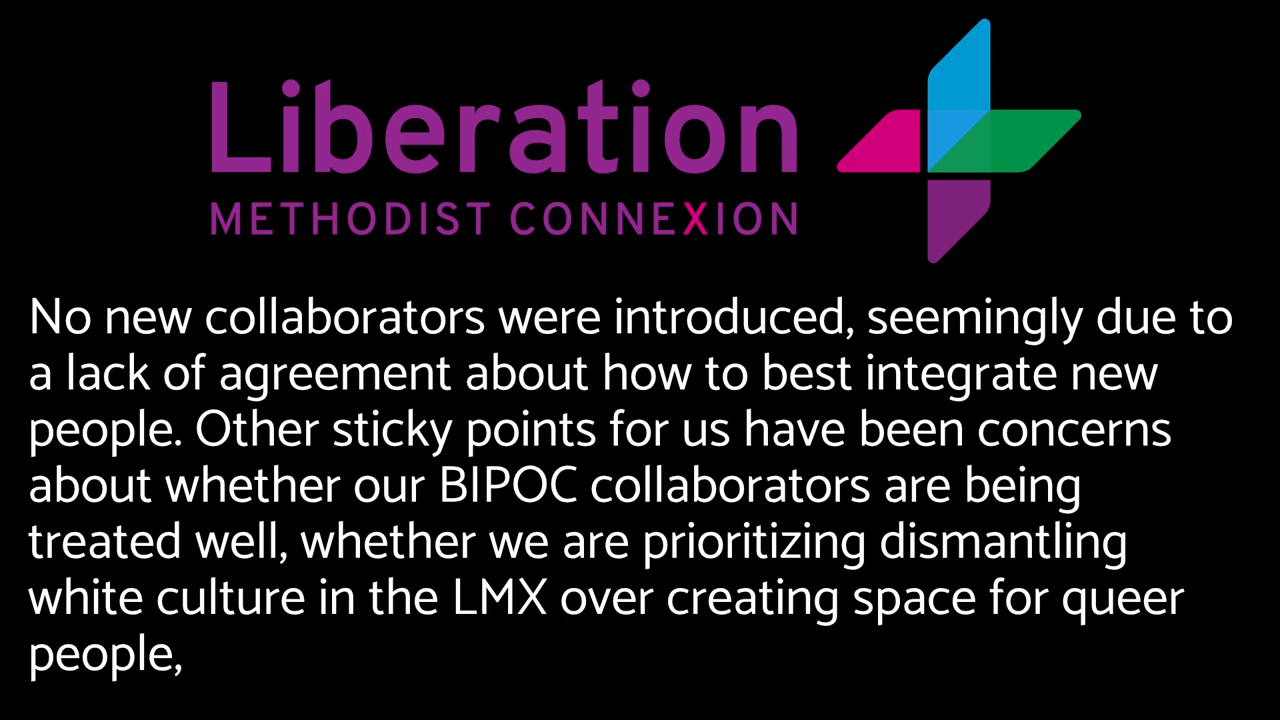 Liberation
METHODIST CONNEXION
No new collaborators were introduced, seemingly due to
a lack of agreement about how to best integrate new
people. Other sticky points for us have been concerns
about whether our BIPOC collaborators are being
treated well, whether we are prioritizing dismantling
white culture in the LMX over creating space for queer
people,